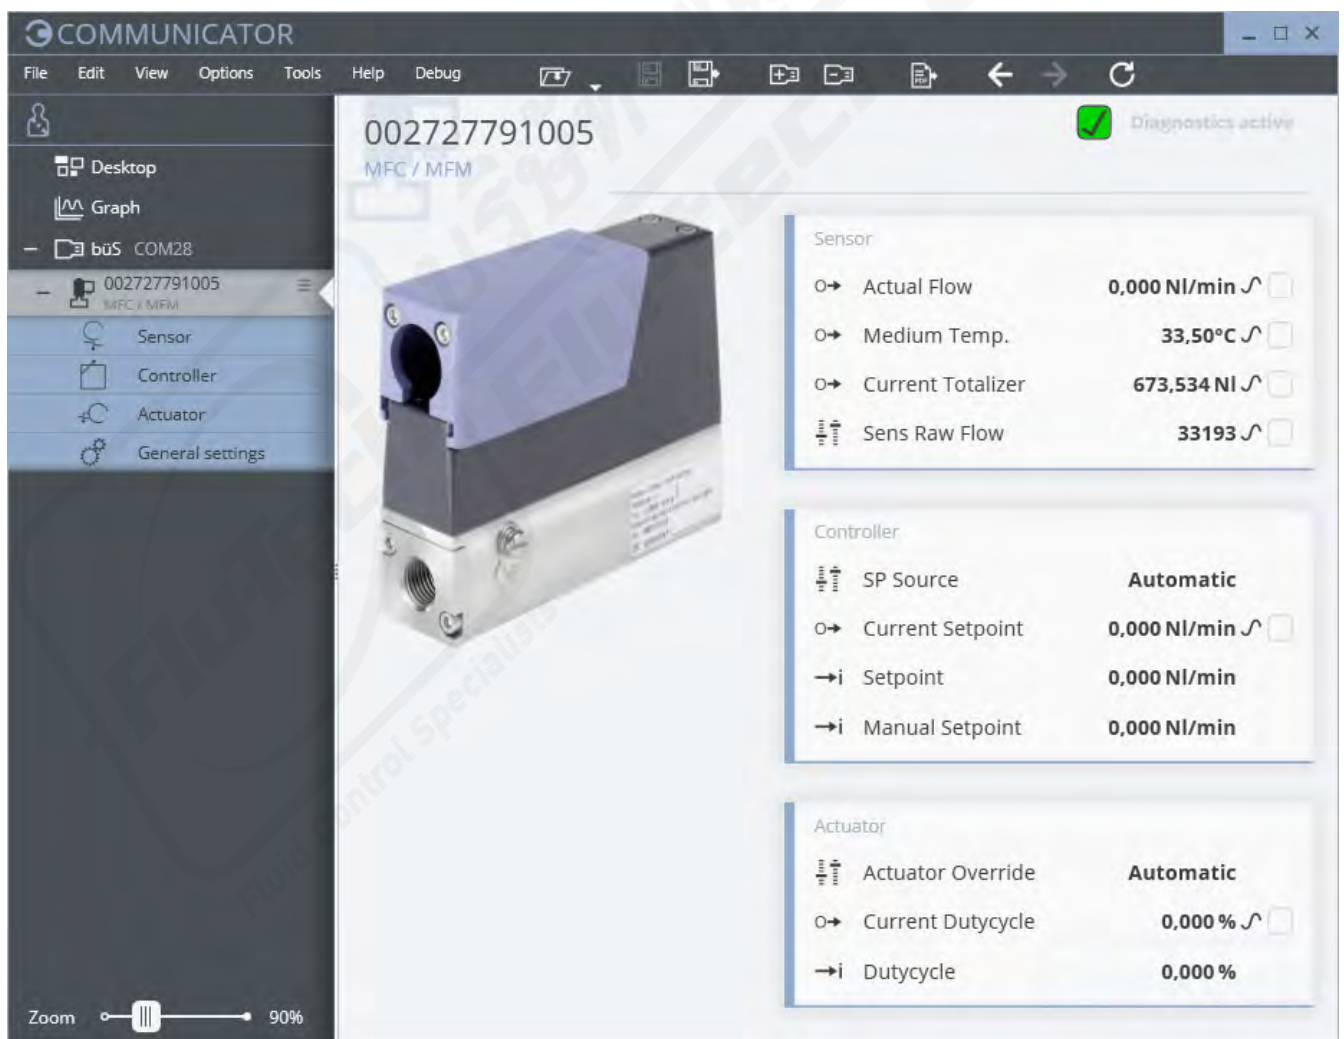 COMMUNICATOR
File Edit View Options Tools Help Debug
Desktop
Graph
büS COM28
002727791005
MFC / MFM
Sensor
Controller
Actuator
General settings
Zoom 90%
002727791005
MFC / MFM
Diagnostics active
Sensor
Actual Flow 0,000 Nl/min
Medium Temp. 33,50°C
Current Totalizer 673,534 Nl
Sens Raw Flow 33193
Controller
SP Source Automatic
Current Setpoint 0,000 Nl/min
Setpoint 0,000 Nl/min
Manual Setpoint 0,000 Nl/min
Actuator
Actuator Override Automatic
Current Dutycycle 0,000 %
Dutycycle 0,000 %
Fluid Control Specialists